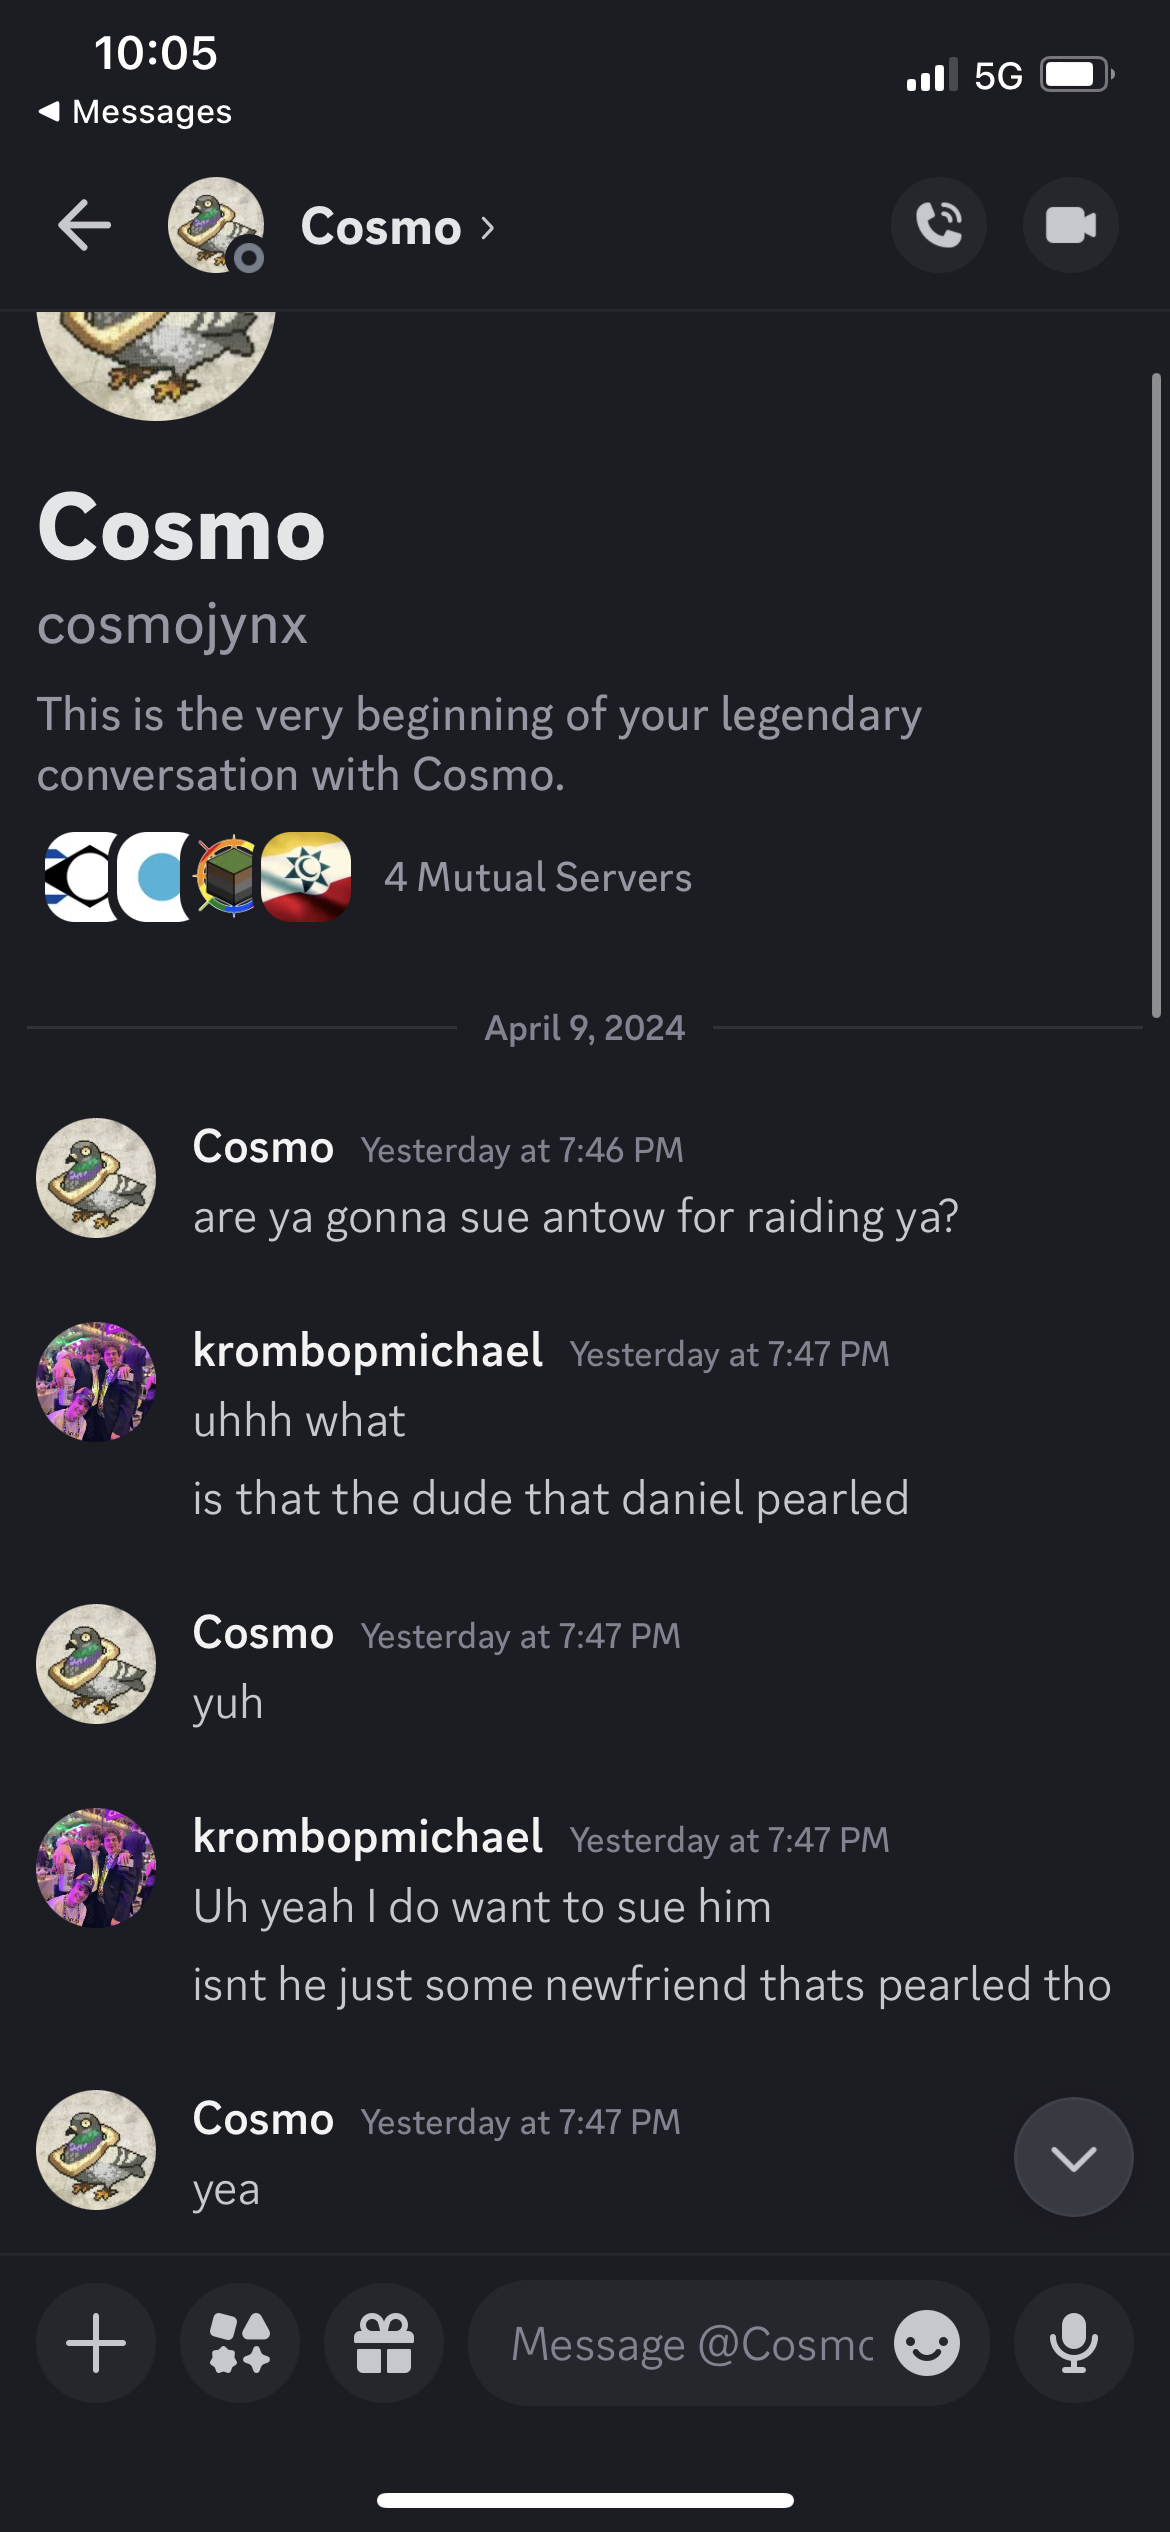 10:05
5G
◀ Messages
Cosmo ›
Cosmo
cosmojynx
This is the very beginning of your legendary
conversation with Cosmo.
4 Mutual Servers
April 9, 2024
Cosmo Yesterday at 7:46 PM
are ya gonna sue antow for raiding ya?
krombopmichael Yesterday at 7:47 PM
uhhh what
is that the dude that daniel pearled
Cosmo Yesterday at 7:47 PM
yuh
krombopmichael Yesterday at 7:47 PM
Uh yeah I do want to sue him
isnt he just some newfriend thats pearled tho
Cosmo Yesterday at 7:47 PM
yea
Message @Cosmo